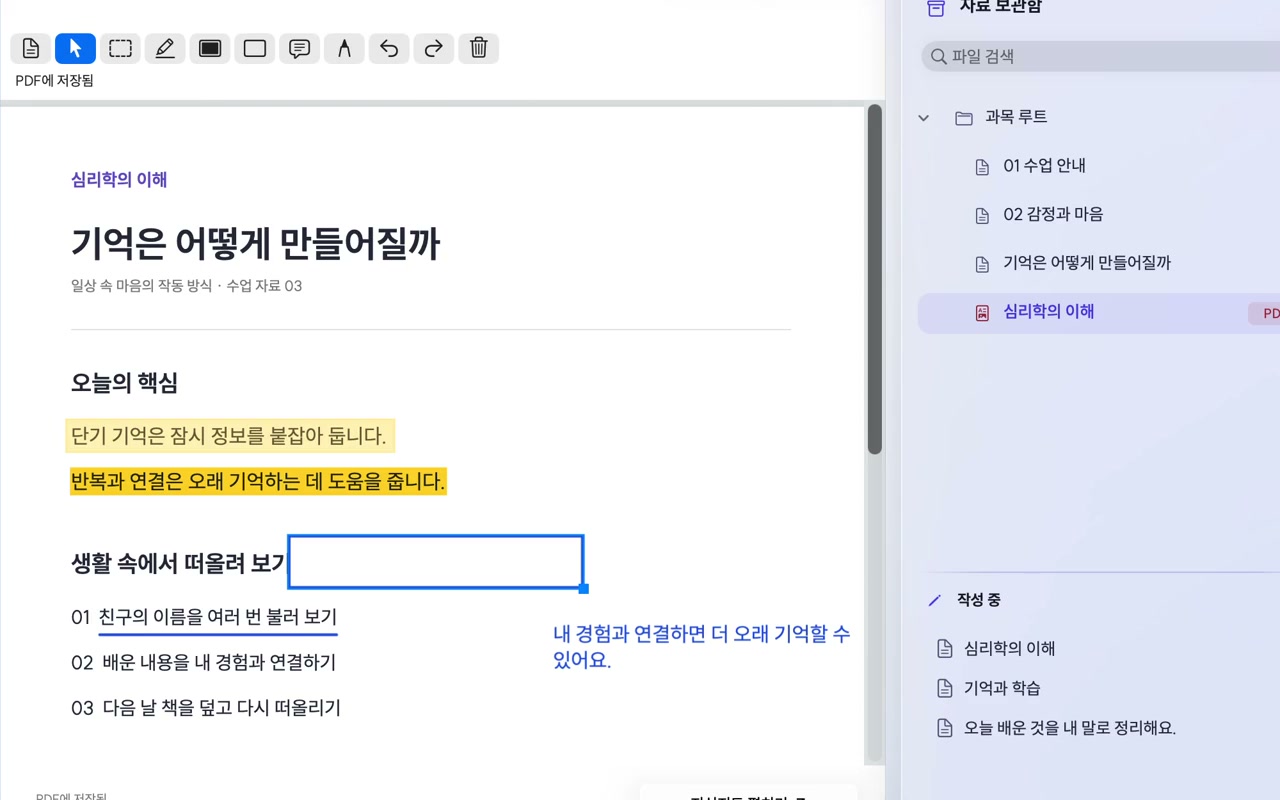 PDF에 저장됨
심리학의 이해
기억은 어떻게 만들어질까
일상 속 마음의 작동 방식 · 수업 자료 03
오늘의 핵심
단기 기억은 잠시 정보를 붙잡아 둡니다.
반복과 연결은 오래 기억하는 데 도움을 줍니다.
생활 속에서 떠올려 보기
01 친구의 이름을 여러 번 불러 보기
02 배운 내용을 내 경험과 연결하기
03 다음 날 책을 덮고 다시 떠올리기
내 경험과 연결하면 더 오래 기억할 수
있어요.
PDF에 저장됨
자료 보관함
파일 검색
과목 루트
01 수업 안내
02 감정과 마음
기억은 어떻게 만들어질까
심리학의 이해
PD
작성 중
심리학의 이해
기억과 학습
오늘 배운 것을 내 말로 정리해요.